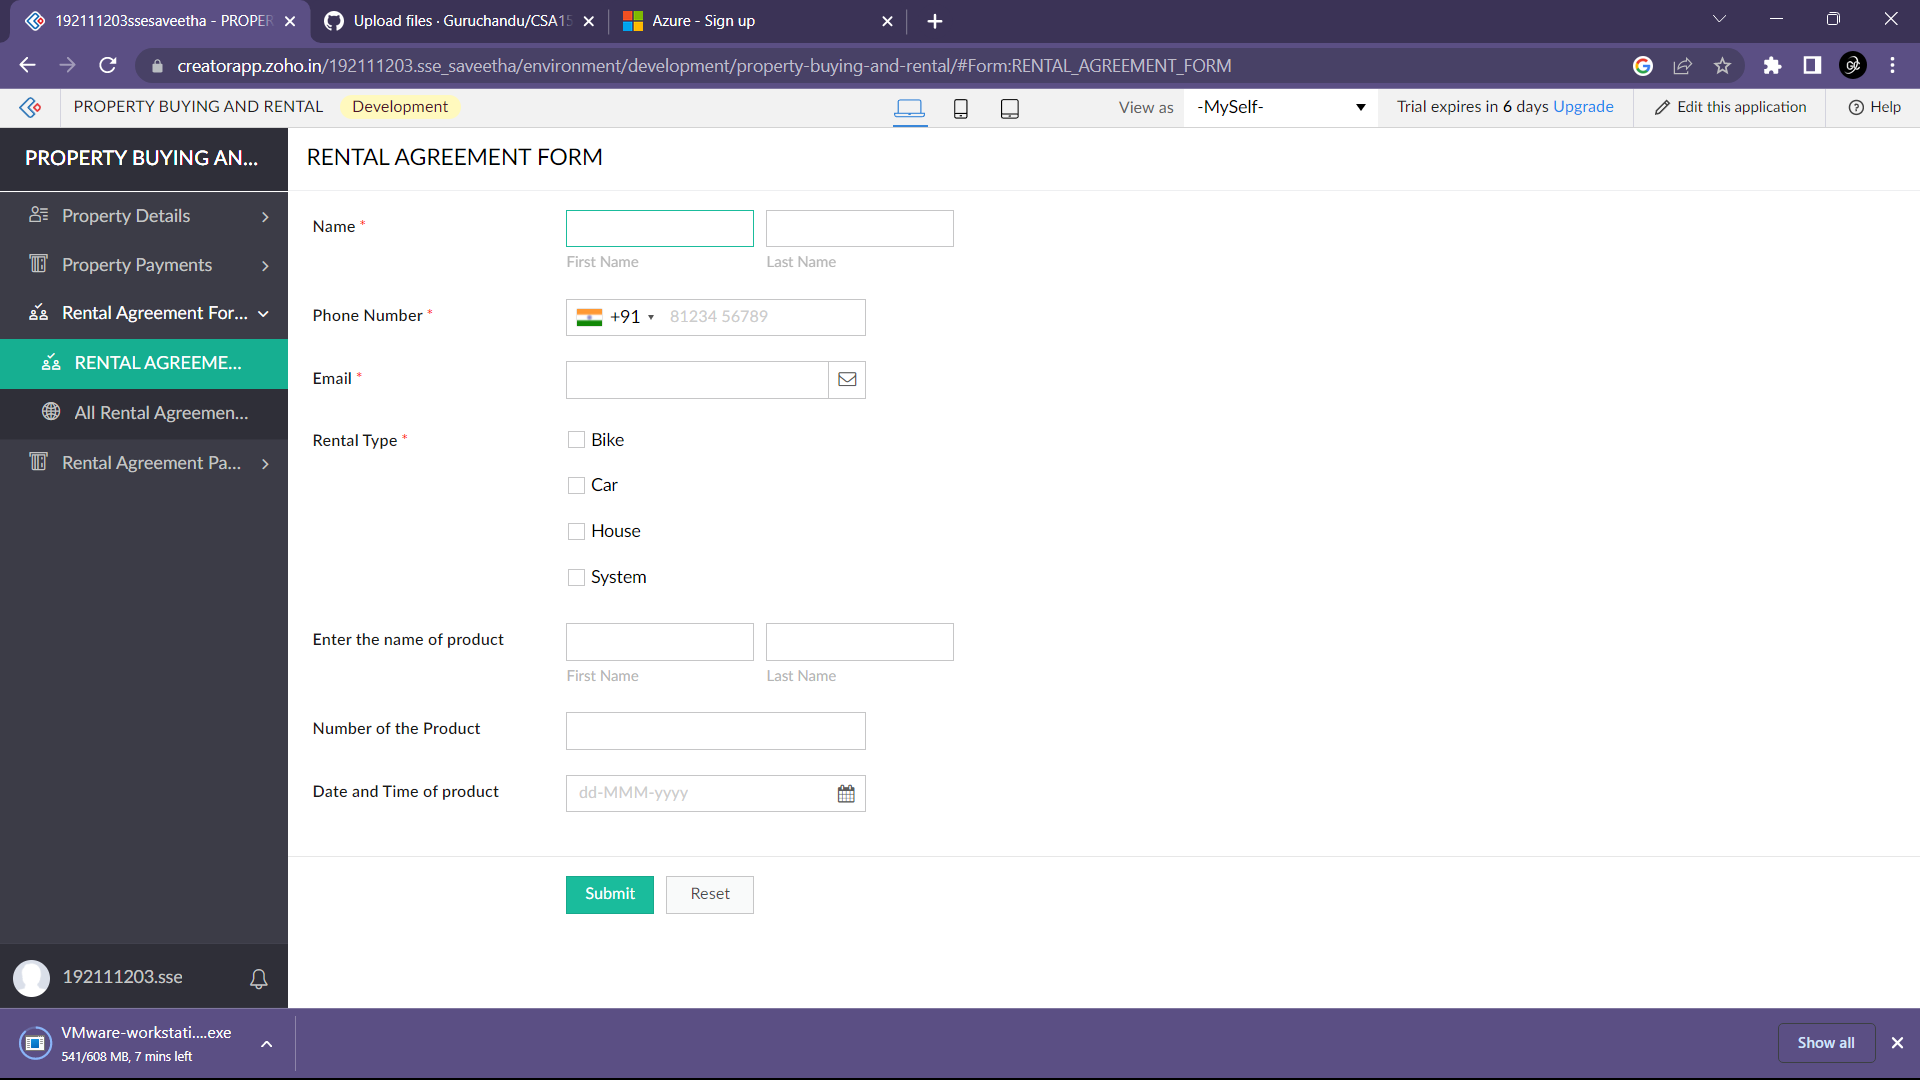 192111203ssesaveetha - PROPER
Upload files · Guruchandu/CSA15
Azure - Sign up
creatorapp.zoho.in/192111203.sse_saveetha/environment/development/property-buying-and-rental/#Form:RENTAL_AGREEMENT_FORM
PROPERTY BUYING AND RENTAL
Development
View as
-MySelf-
Trial expires in 6 days Upgrade
Edit this application
Help
PROPERTY BUYING AN...
Property Details
Property Payments
Rental Agreement For...
RENTAL AGREEME...
All Rental Agreemen...
Rental Agreement Pa...
192111203.sse
RENTAL AGREEMENT FORM
Name *
First Name
Last Name
Phone Number *
+91
81234 56789
Email *
Rental Type *
Bike
Car
House
System
Enter the name of product
First Name
Last Name
Number of the Product
Date and Time of product
dd-MMM-yyyy
Submit
Reset
VMware-workstati....exe
541/608 MB, 7 mins left
Show all